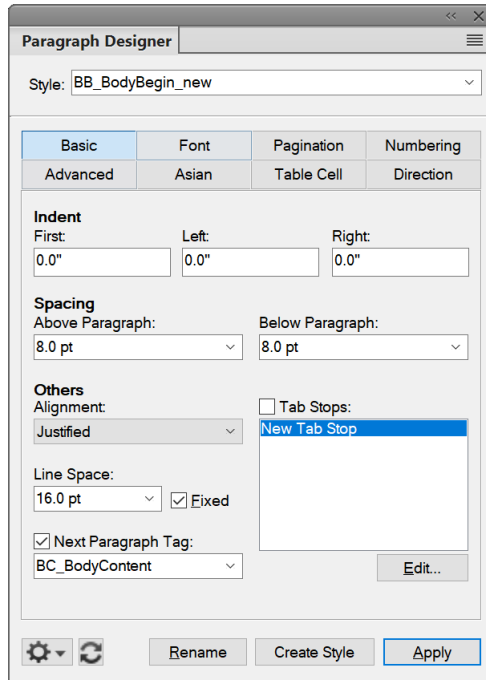 Paragraph Designer
Style: BB_BodyBegin_new
Basic Font Pagination Numbering
Advanced Asian Table Cell Direction
Indent
First: Left: Right:
0.0" 0.0" 0.0"
Spacing
Above Paragraph: Below Paragraph:
8.0 pt 8.0 pt
Others
Alignment: Tab Stops:
Justified New Tab Stop
Line Space:
16.0 pt Fixed
Next Paragraph Tag:
BC_BodyContent Edit...
Rename Create Style Apply